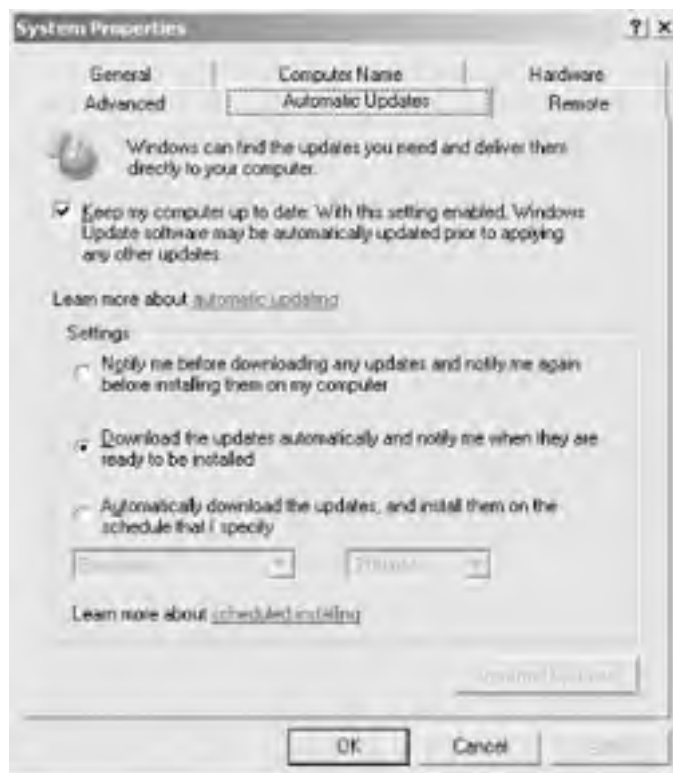 System Properties
General
Computer Name
Hardware
Advanced
Automatic Updates
Remote
Windows can find the updates you need and deliver them
directly to your computer.
Keep my computer up to date. With this setting enabled, Windows
Update software may be automatically updated prior to applying
any other updates.
Learn more about automatic updating
Settings
Notify me before downloading any updates and notify me again
before installing them on my computer
Download the updates automatically and notify me when they are
ready to be installed
Automatically download the updates, and install them on the
schedule that I specify
Learn more about scheduled installing
OK
Cancel